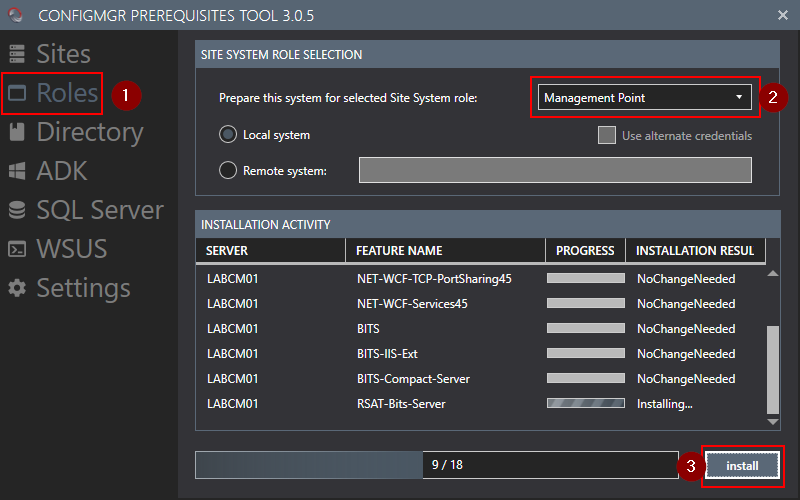 CONFIGMGR PREREQUISITES TOOL 3.0.5
Sites
Roles
1
Directory
ADK
SQL Server
WSUS
Settings
SITE SYSTEM ROLE SELECTION
Prepare this system for selected Site System role:
Management Point
2
Local system
Use alternate credentials
Remote system:
INSTALLATION ACTIVITY
SERVER FEATURE NAME PROGRESS INSTALLATION RESUL
LABCM01 NET-WCF-TCP-PortSharing45 NoChangeNeeded
LABCM01 NET-WCF-Services45 NoChangeNeeded
LABCM01 BITS NoChangeNeeded
LABCM01 BITS-IIS-Ext NoChangeNeeded
LABCM01 BITS-Compact-Server NoChangeNeeded
LABCM01 RSAT-Bits-Server Installing...
9 / 18
3
install